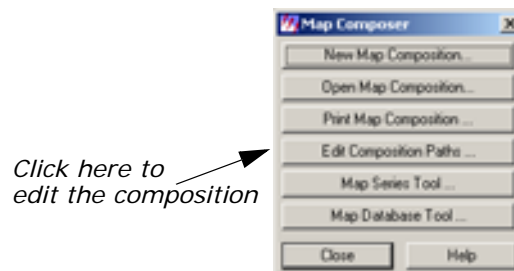 Map Composer
New Map Composition...
Open Map Composition...
Print Map Composition ...
Edit Composition Paths ...
Map Series Tool ...
Map Database Tool ...
Close Help
Click here to
edit the composition